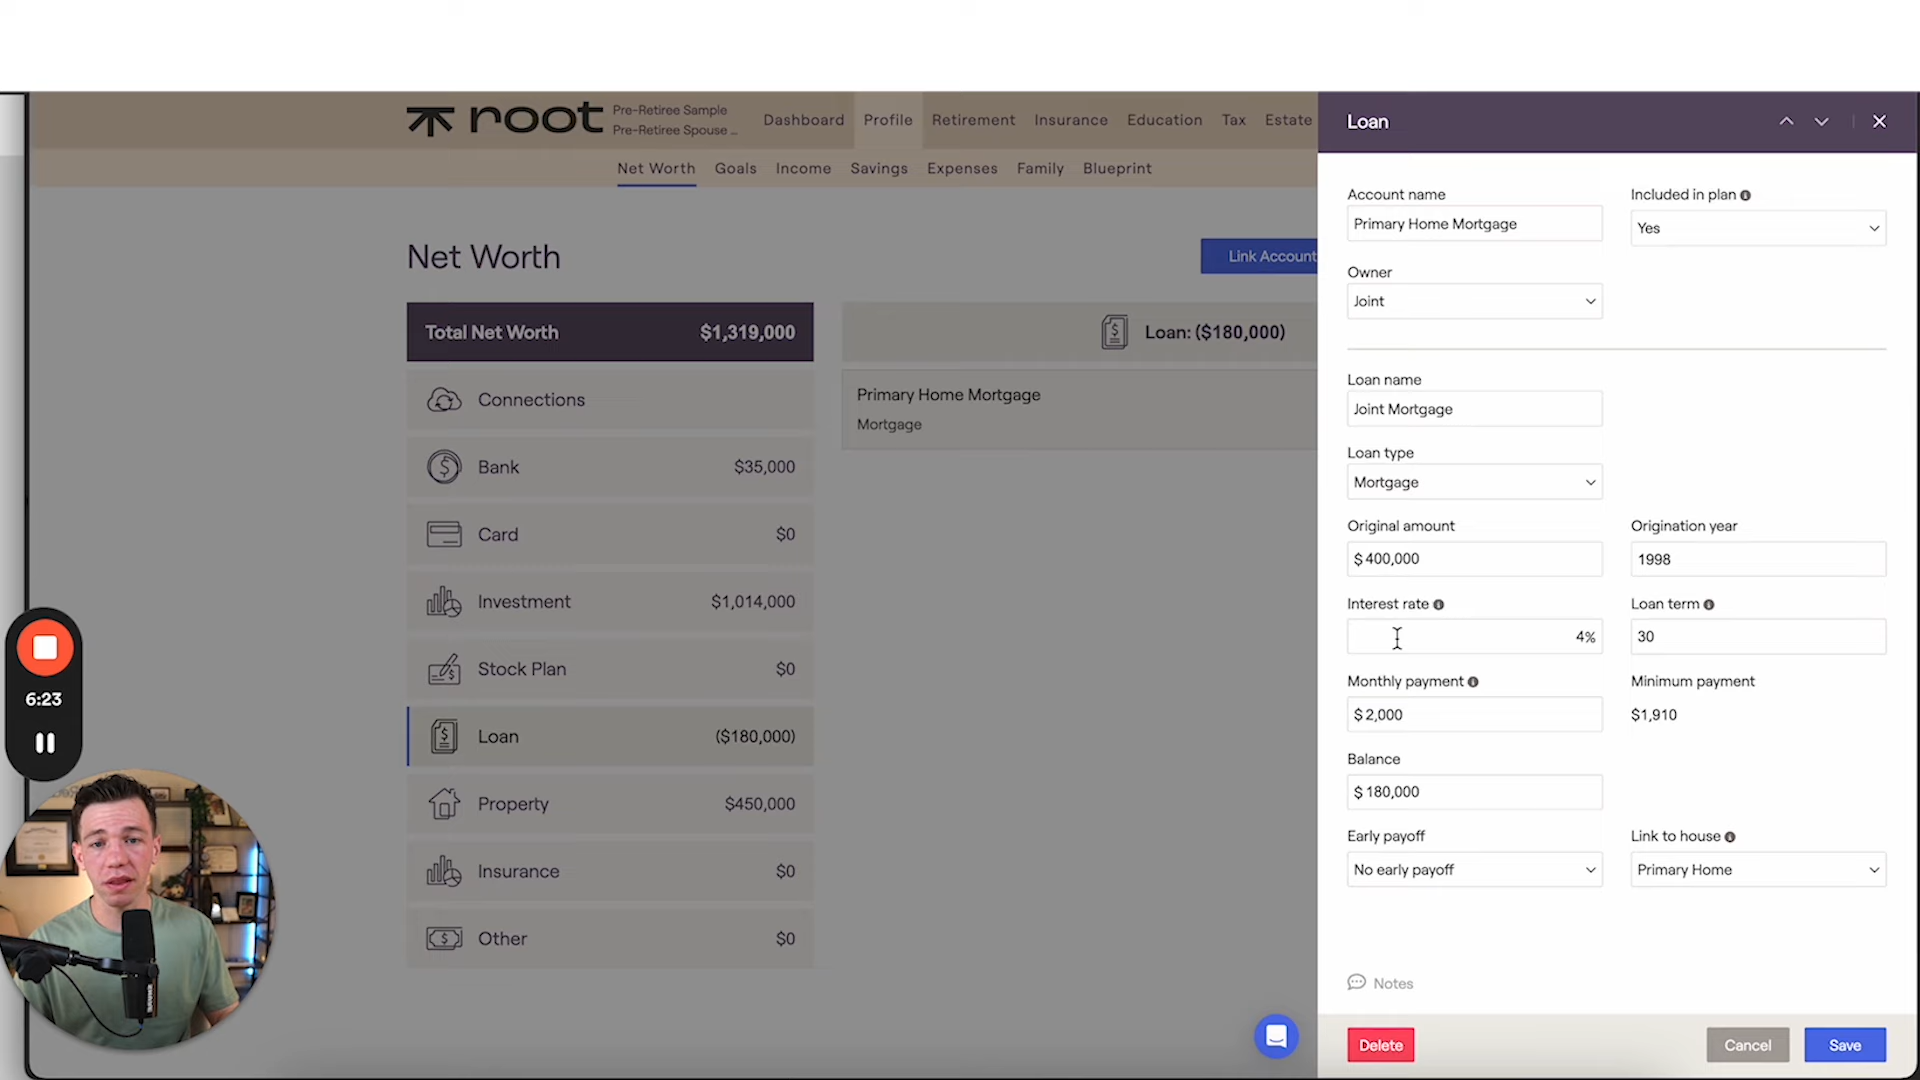 root
Pre-Retiree Sample
Pre-Retiree Spouse ...
Dashboard
Profile
Retirement
Insurance
Education
Tax
Estate
Net Worth
Goals
Income
Savings
Expenses
Family
Blueprint
Net Worth
Link Account
Total Net Worth $1,319,000
Connections
Bank $35,000
Card $0
Investment $1,014,000
Stock Plan $0
Loan ($180,000)
Property $450,000
Insurance $0
Other $0
Loan: ($180,000)
Primary Home Mortgage
Mortgage
6:23
Loan
Account name
Primary Home Mortgage
Included in plan
Yes
Owner
Joint
Loan name
Joint Mortgage
Loan type
Mortgage
Original amount
$ 400,000
Origination year
1998
Interest rate
4%
Loan term
30
Monthly payment
$ 2,000
Minimum payment
$1,910
Balance
$ 180,000
Early payoff
No early payoff
Link to house
Primary Home
Notes
Delete
Cancel
Save